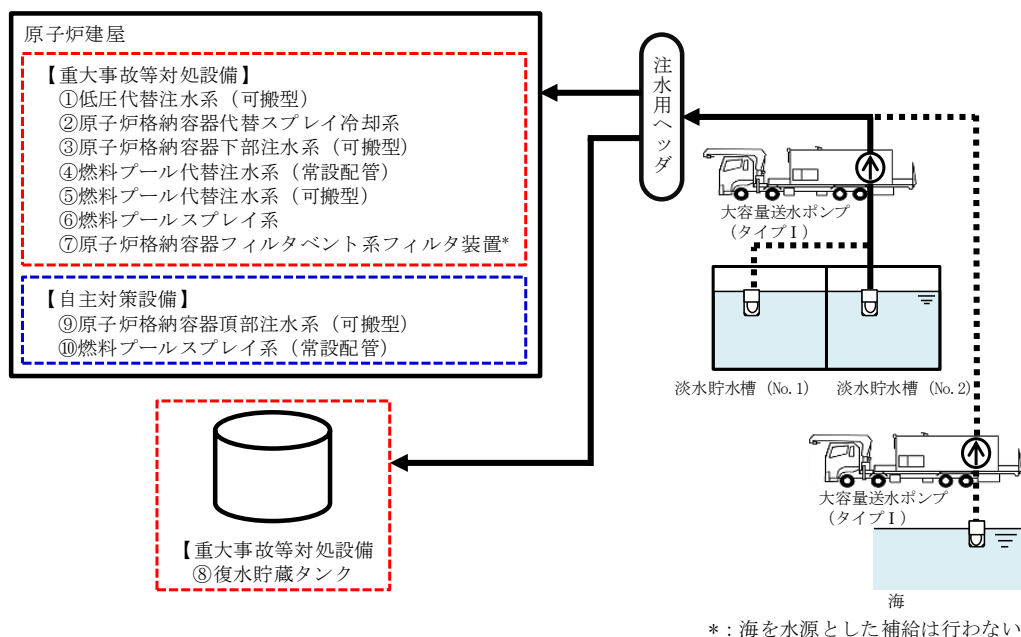 原子炉建屋
【重大事故等対処設備】
①低圧代替注水系（可搬型）
②原子炉格納容器代替スプレイ冷却系
③原子炉格納容器下部注水系（可搬型）
④燃料プール代替注水系（常設配管）
⑤燃料プール代替注水系（可搬型）
⑥燃料プールスプレイ系
⑦原子炉格納容器フィルタベント系フィルタ装置*
【自主対策設備】
⑨原子炉格納容器頂部注水系（可搬型）
⑩燃料プールスプレイ系（常設配管）
【重大事故等対処設備
⑧復水貯蔵タンク
注水用ヘッダ
大容量送水ポンプ
（タイプⅠ）
淡水貯水槽（No.1）
淡水貯水槽（No.2）
大容量送水ポンプ
（タイプⅠ）
海
*：海を水源とした補給は行わない